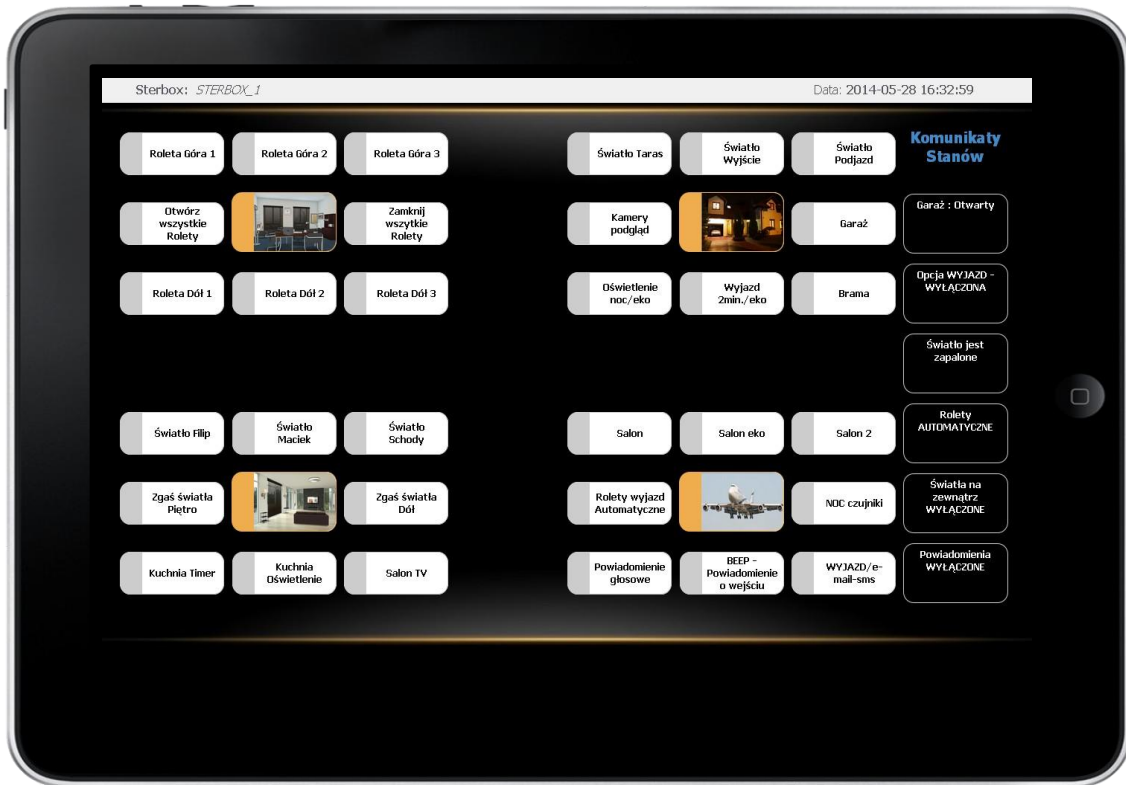 Sterbox: STERBOX_1
Data: 2014-05-28 16:32:59
Roleta Góra 1
Roleta Góra 2
Roleta Góra 3
Światło Taras
Światło
Wyjście
Światło
Podjazd
Komunikaty
Stanów
Otwórz
wszystkie
Rolety
Zamknij
wszytkie
Rolety
Kamery
podgląd
Garaż
Garaż : Otwarty
Roleta Dół 1
Roleta Dół 2
Roleta Dół 3
Oświetlenie
noc/eko
Wyjazd
2min./eko
Brama
Opcja WYJAZD -
WYŁĄCZONA
Światło jest
zapalone
Światło Filip
Światło
Maciek
Światło
Schody
Salon
Salon eko
Salon 2
Rolety
AUTOMATYCZNE
Zgaś światła
Piętro
Zgaś światła
Dół
Rolety wyjazd
Automatyczne
NOC czujniki
Światła na
zewnątrz
WYŁĄCZONE
Kuchnia Timer
Kuchnia
Oświetlenie
Salon TV
Powiadomienie
głosowe
BEEP -
Powiadomienie
o wejściu
WYJAZD/e-
mail-sms
Powiadomienia
WYŁĄCZONE